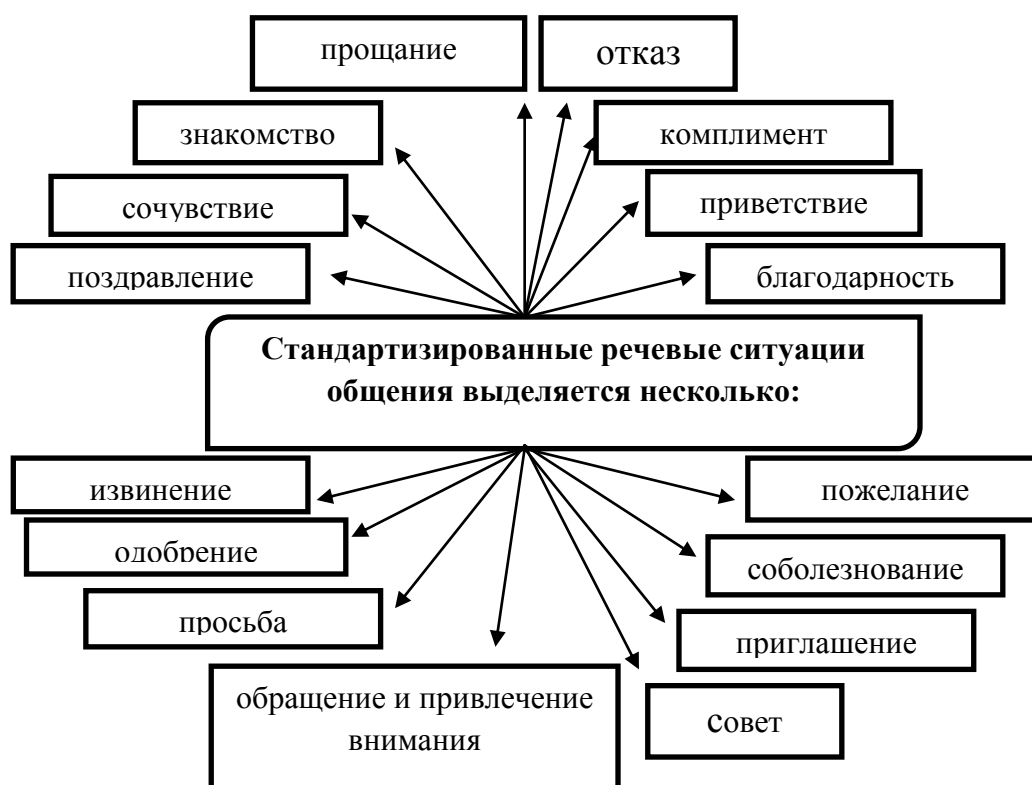 прощание
отказ
знакомство
комплимент
сочувствие
приветствие
поздравление
благодарность
Стандартизированные речевые ситуации
общения выделяется несколько:
извинение
пожелание
одобрение
соболезнование
просьба
приглашение
обращение и привлечение
внимания
совет